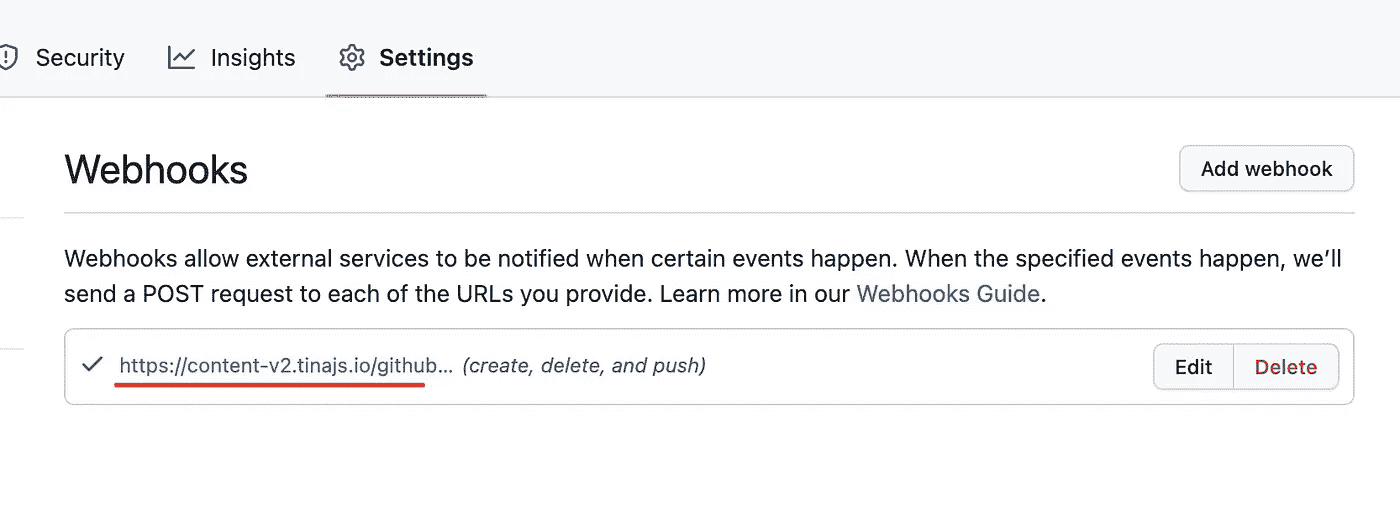 Security Insights Settings
Webhooks
Add webhook
Webhooks allow external services to be notified when certain events happen. When the specified events happen, we’ll
send a POST request to each of the URLs you provide. Learn more in our Webhooks Guide.
https://content-v2.tinajs.io/github... (create, delete, and push)
Edit Delete